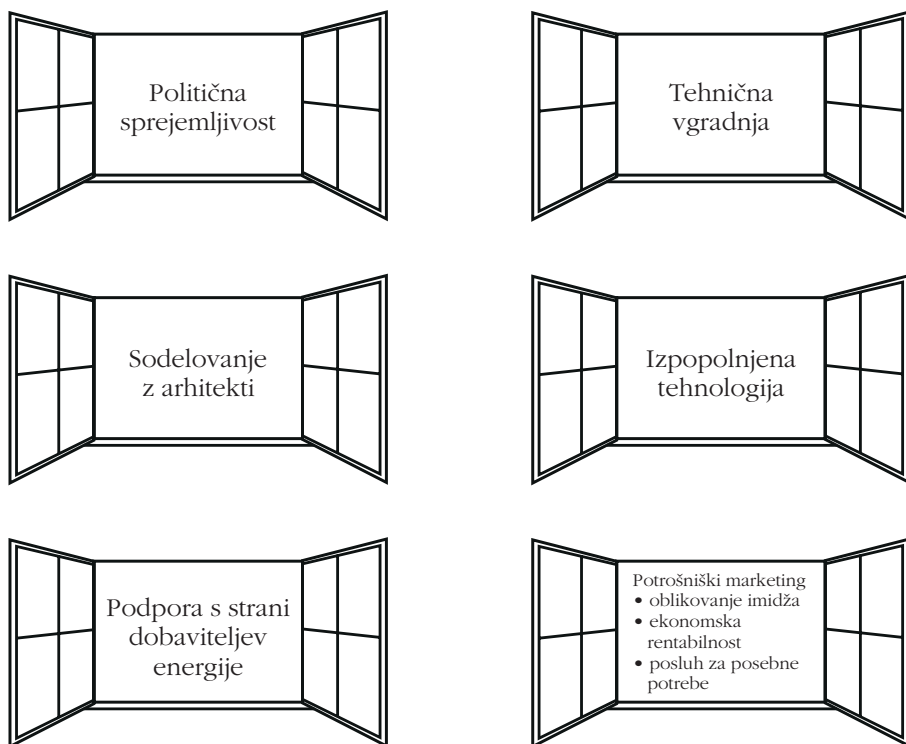 Politična
sprejemljivost
Tehnična
vgradnja
Sodelovanje
z arhitekti
Izpopolnjena
tehnologija
Podpora s strani
dobaviteljev
energije
Potrošniški marketing
• oblikovanje imidža
• ekonomska
rentabilnost
• posluh za posebne
potrebe